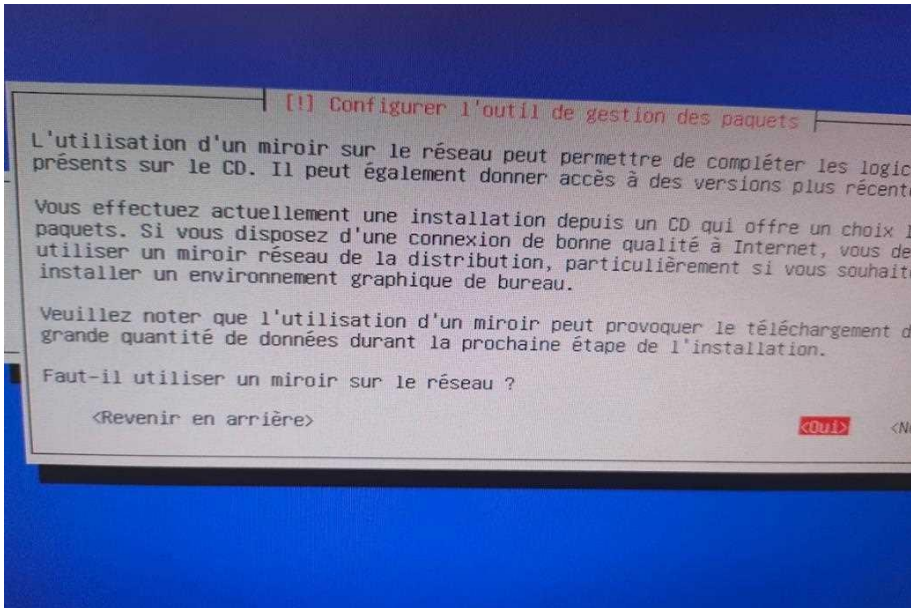 [!] Configurer l'outil de gestion des paquets
L'utilisation d'un miroir sur le réseau peut permettre de compléter les logic
présents sur le CD. Il peut également donner accès à des versions plus récent
Vous effectuez actuellement une installation depuis un CD qui offre un choix l
paquets. Si vous disposez d'une connexion de bonne qualité à Internet, vous de
utiliser un miroir réseau de la distribution, particulièrement si vous souhait
installer un environnement graphique de bureau.
Veuillez noter que l'utilisation d'un miroir peut provoquer le téléchargement d
grande quantité de données durant la prochaine étape de l'installation.
Faut-il utiliser un miroir sur le réseau ?
<Revenir en arrière> <Oui> <N